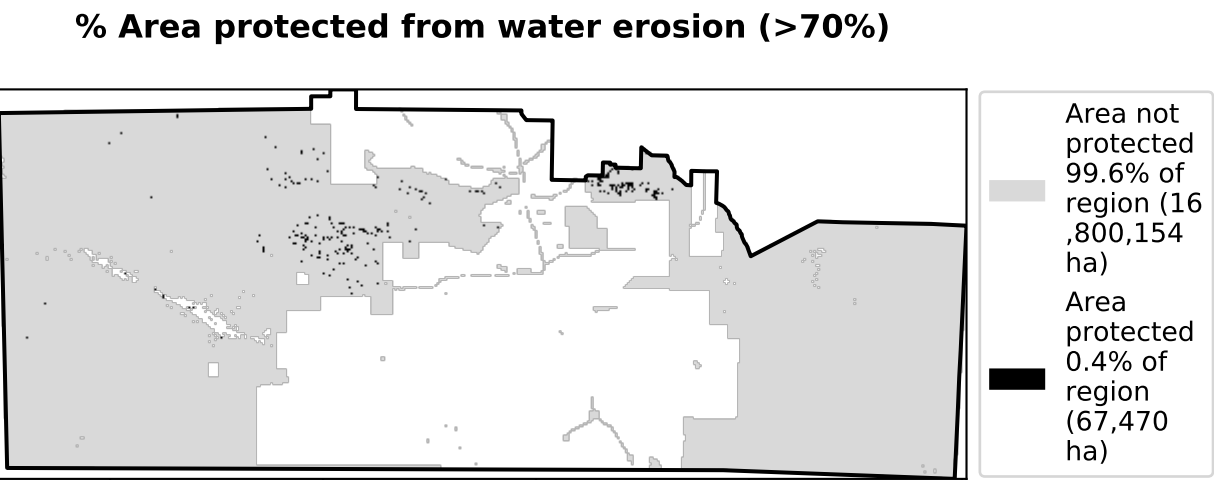 % Area protected from water erosion (>70%)
Area not
protected
99.6% of
region (16
,800,154
ha)
Area
protected
0.4% of
region
(67,470
ha)